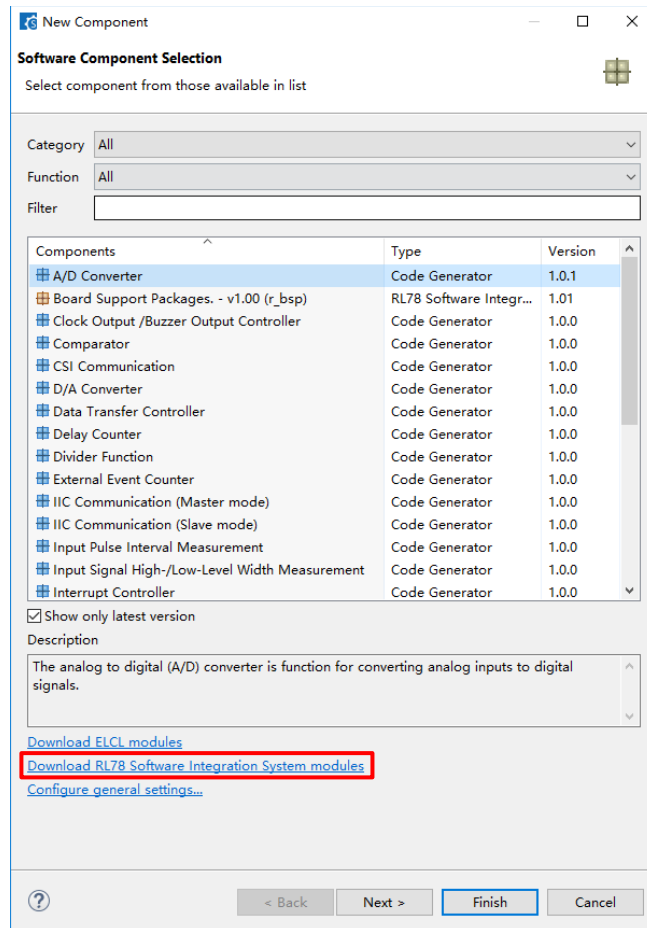 New Component
Software Component Selection
Select component from those available in list
Category All
Function All
Filter
Components Type Version
A/D Converter Code Generator 1.0.1
Board Support Packages. - v1.00 (r_bsp) RL78 Software Integr... 1.01
Clock Output /Buzzer Output Controller Code Generator 1.0.0
Comparator Code Generator 1.0.0
CSI Communication Code Generator 1.0.0
D/A Converter Code Generator 1.0.0
Data Transfer Controller Code Generator 1.0.0
Delay Counter Code Generator 1.0.0
Divider Function Code Generator 1.0.0
External Event Counter Code Generator 1.0.0
IIC Communication (Master mode) Code Generator 1.0.0
IIC Communication (Slave mode) Code Generator 1.0.0
Input Pulse Interval Measurement Code Generator 1.0.0
Input Signal High-/Low-Level Width Measurement Code Generator 1.0.0
Interrupt Controller Code Generator 1.0.0
Show only latest version
Description
The analog to digital (A/D) converter is function for converting analog inputs to digital
signals.
Download ELCL modules
Download RL78 Software Integration System modules
Configure general settings...
? < Back Next > Finish Cancel